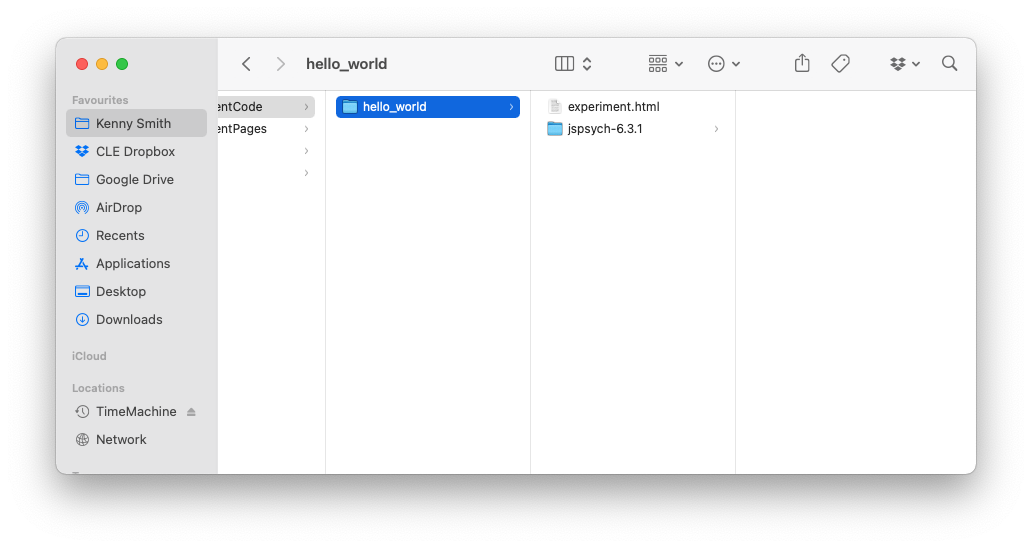 hello_world
Favourites
Kenny Smith
CLE Dropbox
Google Drive
AirDrop
Recents
Applications
Desktop
Downloads
iCloud
Locations
TimeMachine
Network
entCode
entPages
hello_world
experiment.html
jspsych-6.3.1